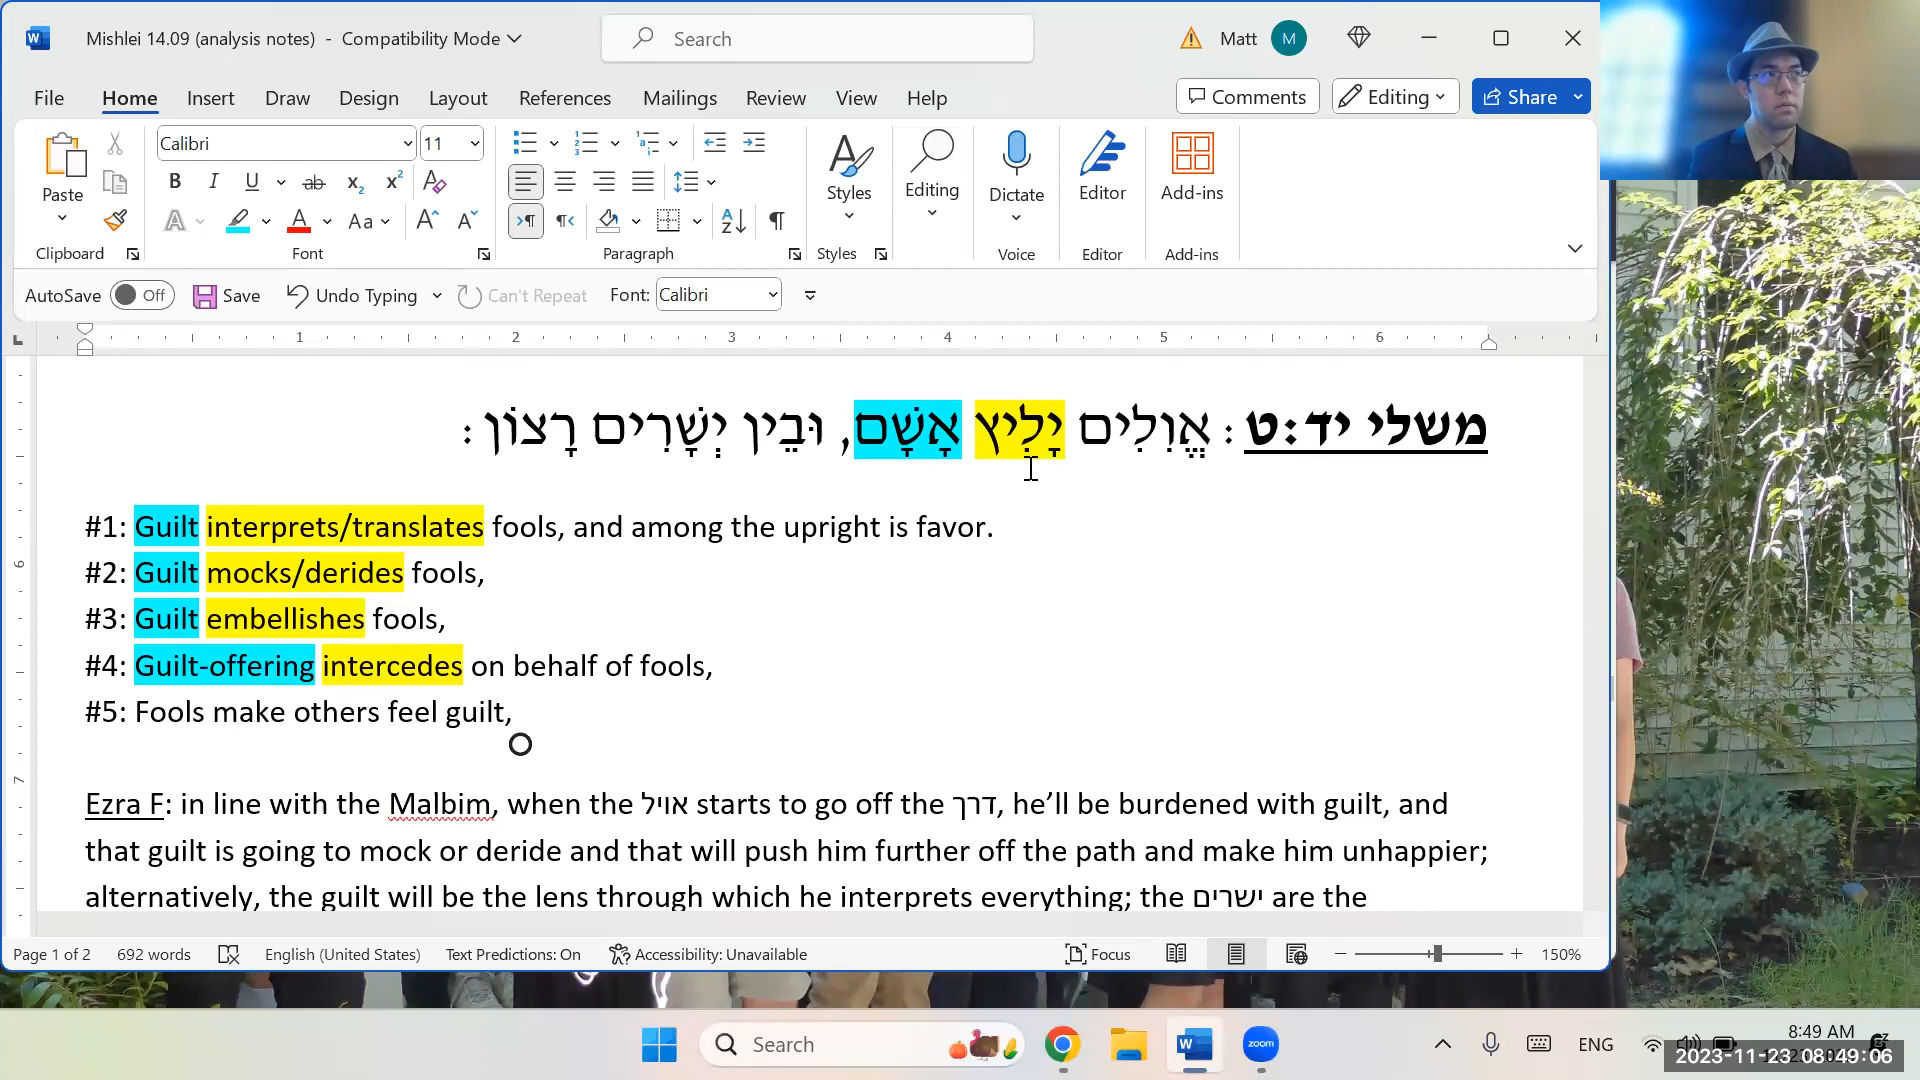 Mishlei 14.09 (analysis notes) - Compatibility Mode
Search
Matt
M
File Home Insert Draw Design Layout References Mailings Review View Help
Comments
Editing
Share
Paste
Calibri
11
Styles
Editing
Dictate
Editor
Add-ins
Clipboard
Font
Paragraph
Styles
Voice
Editor
Add-ins
AutoSave Off Save Undo Typing Can't Repeat Font: Calibri
1 2 3 4 5 6
משלי יד:ט: אֱוִלִים יָלִיץ אָשָׁם, וּבֵין יְשָׁרִים רָצוֹן:
#1: Guilt interprets/translates fools, and among the upright is favor.
#2: Guilt mocks/derides fools,
#3: Guilt embellishes fools,
#4: Guilt-offering intercedes on behalf of fools,
#5: Fools make others feel guilt,
Ezra F: in line with the Malbim, when the אויל starts to go off the דרך, he’ll be burdened with guilt, and
that guilt is going to mock or deride and that will push him further off the path and make him unhappier;
alternatively, the guilt will be the lens through which he interprets everything; the ישרים are the
6
7
Page 1 of 2 692 words English (United States) Text Predictions: On Accessibility: Unavailable Focus 150%
Search
zoom
ENG
8:49 AM
2023-11-23 08:49:06